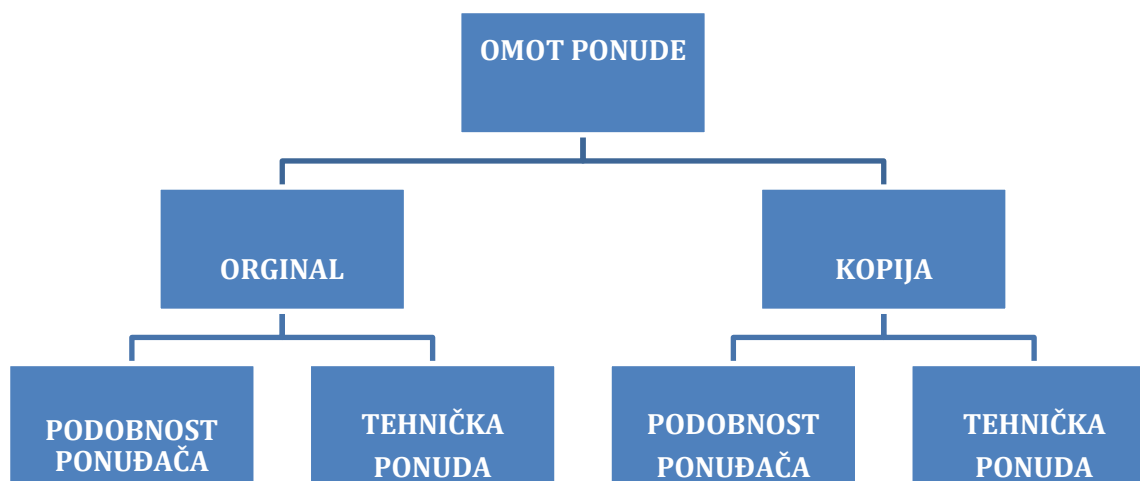 OMOT PONUDE
ORGINAL
KOPIJA
PODOBNOST
PONUĐAČA
TEHNIČKA
PONUDA
PODOBNOST
PONUĐAČA
TEHNIČKA
PONUDA